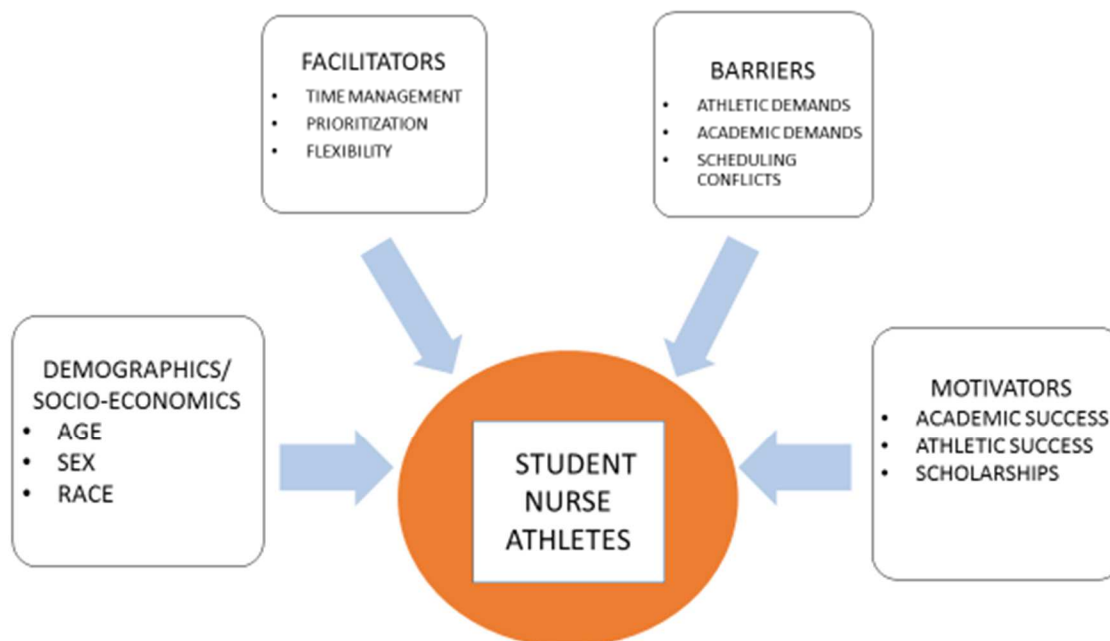 FACILITATORS
• TIME MANAGEMENT
• PRIORITIZATION
• FLEXIBILITY
BARRIERS
• ATHLETIC DEMANDS
• ACADEMIC DEMANDS
• SCHEDULING
CONFLICTS
DEMOGRAPHICS/
SOCIO-ECONOMICS
• AGE
• SEX
• RACE
STUDENT
NURSE
ATHLETES
MOTIVATORS
• ACADEMIC SUCCESS
• ATHLETIC SUCCESS
• SCHOLARSHIPS